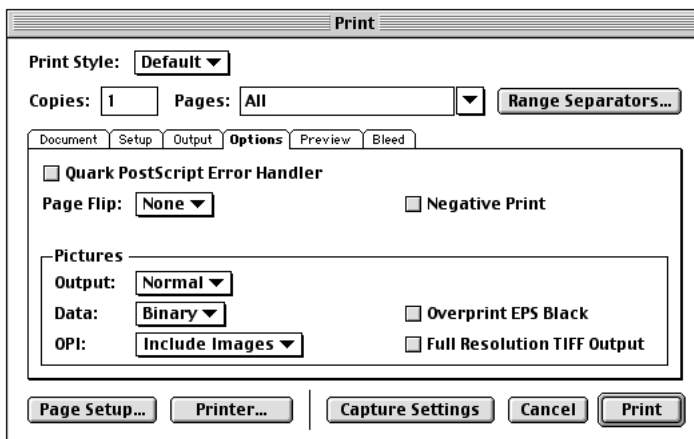 Print
Print Style: Default
Copies: 1 Pages: All Range Separators...
Document Setup Output Options Preview Bleed
Quark PostScript Error Handler
Page Flip: None Negative Print
Pictures
Output: Normal
Data: Binary Overprint EPS Black
OPI: Include Images Full Resolution TIFF Output
Page Setup... Printer... Capture Settings Cancel Print